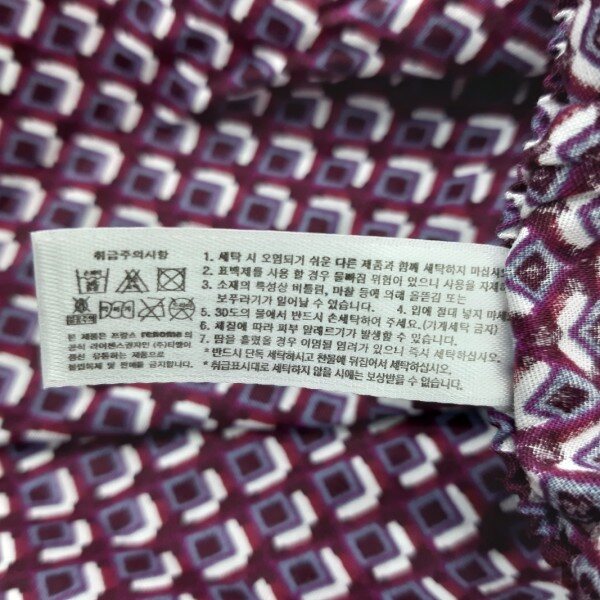 취급주의사항
1. 세탁 시 오염되기 쉬운 다른 제품과 함께 세탁하지 마십시오
2. 표백제를 사용 할 경우 물빠짐 위험이 있으니 사용을 자제
3. 소재의 특성상 비틀림, 마찰 등에 의해 올뜯김 또는
보푸라기가 일어날 수 있습니다. 4. 입에 절대 넣지 마세요
5. 30도의 물에서 반드시 손세탁하여 주세요.(기계세탁 금지)
6. 체질에 따라 피부 알레르기가 발생할 수 있습니다.
7. 땀을 흘렸을 경우 이염될 염려가 있으니 즉시 세탁하십시오.
* 반드시 단독 세탁하시고 찬물에 뒤집어서 세탁하십시오.
* 취급표시대로 세탁하지 않을 시에는 보상받을 수 없습니다.
본 제품은 프랑스 renoma의
공식 라이센스권자인 (주)티렝이
생산 유통하는 제품으로
불법복제 및 판매를 금지합니다.